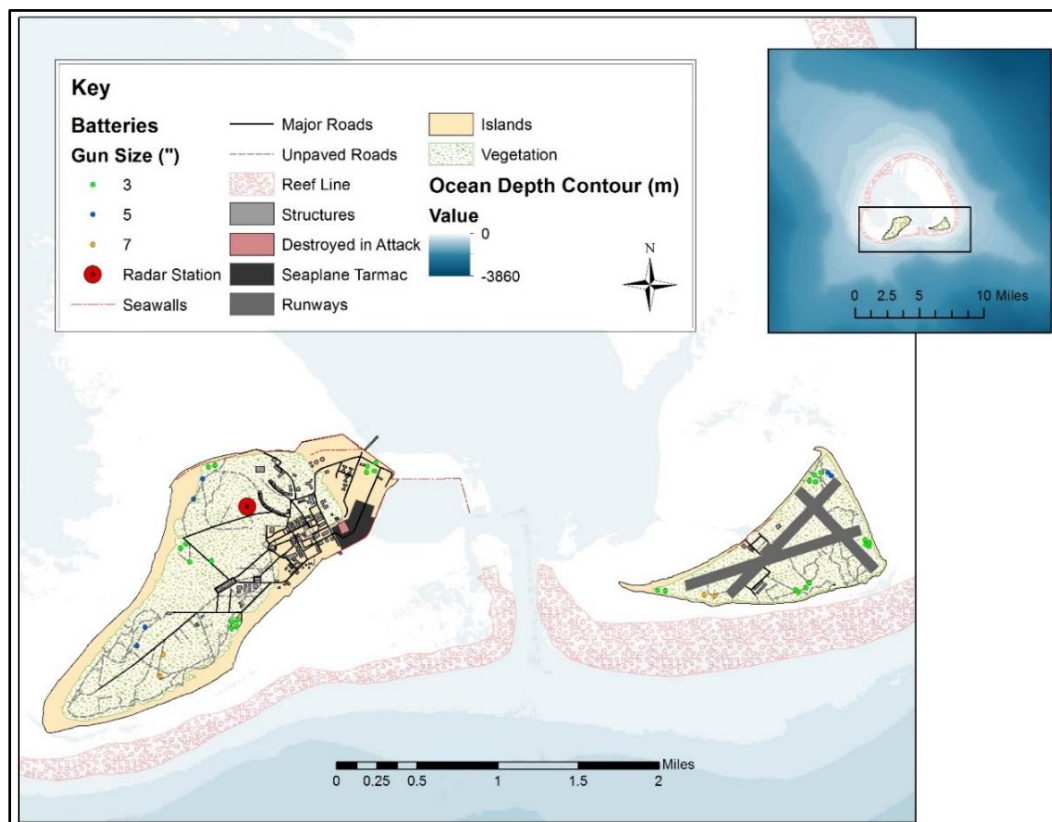 Key
Batteries
Gun Size (")
3
5
7
Radar Station
Seawalls
Major Roads
Unpaved Roads
Reef Line
Structures
Destroyed in Attack
Seaplane Tarmac
Runways
Islands
Vegetation
Ocean Depth Contour (m)
Value
0
-3860
N
0 2.5 5 10 Miles
Miles
0 0.25 0.5 1 1.5 2